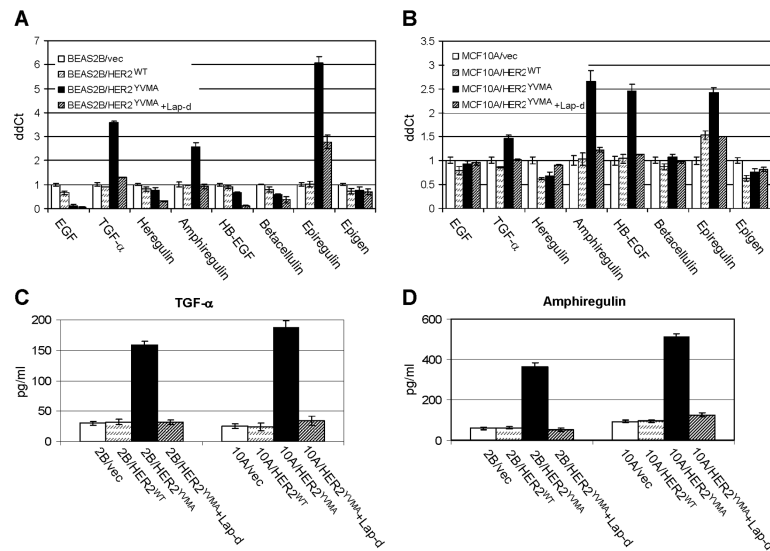 A
ddCt
7
6
5
4
3
2
1
0
BEAS2B/vec
BEAS2B/HER2WT
BEAS2B/HER2YVMA
BEAS2B/HER2YVMA+Lap-d
EGF
TGF-α
Heregulin
Amphiregulin
HB-EGF
Betacellulin
Epiregulin
Epigen
B
ddCt
3.5
3
2.5
2
1.5
1
0.5
0
MCF10A/vec
MCF10A/HER2WT
MCF10A/HER2YVMA
MCF10A/HER2YVMA+Lap-d
EGF
TGF-α
Heregulin
Amphiregulin
HB-EGF
Betacellulin
Epiregulin
Epigen
C
TGF-α
pg/ml
200
150
100
50
0
2B/vec
2B/HER2WT
2B/HER2YVMA
2B/HER2YVMA+Lap-d
10A/vec
10A/HER2WT
10A/HER2YVMA
10A/HER2YVMA+Lap-d
D
Amphiregulin
pg/ml
600
400
200
0
2B/vec
2B/HER2WT
2B/HER2YVMA
2B/HER2YVMA+Lap-d
10A/vec
10A/HER2WT
10A/HER2YVMA
10A/HER2YVMA+Lap-d